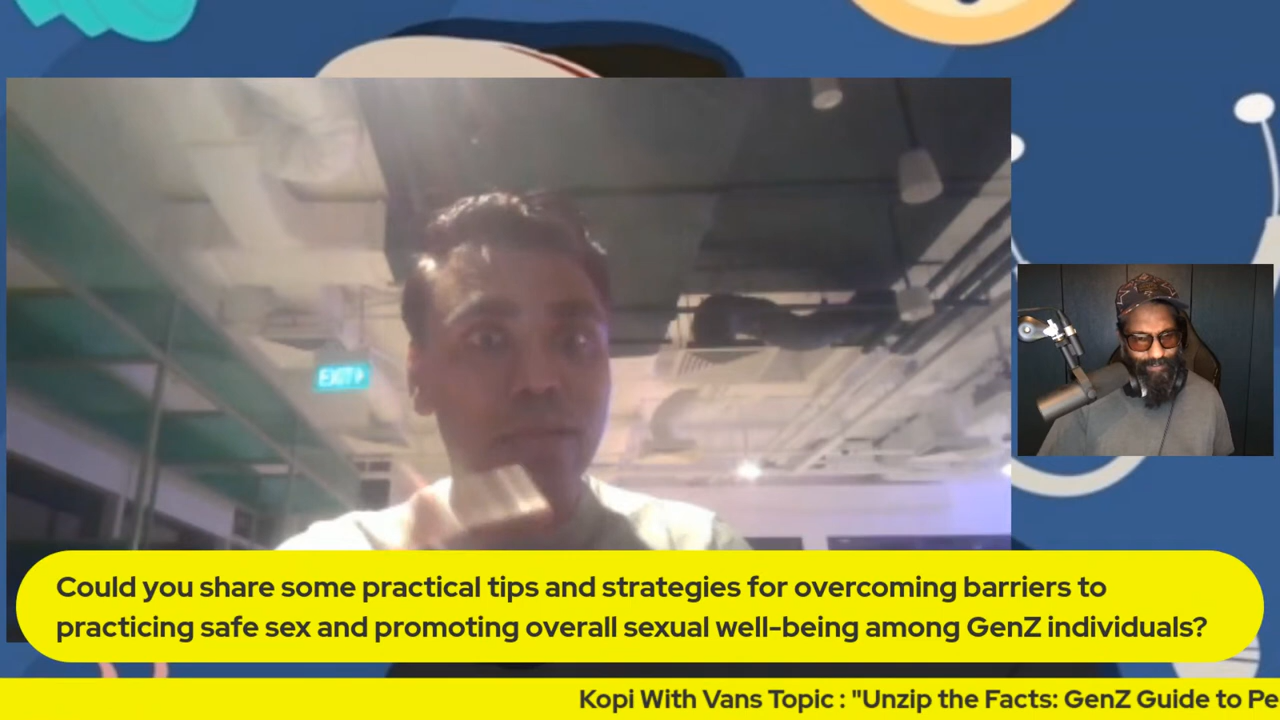 EXIT
Could you share some practical tips and strategies for overcoming barriers to
practicing safe sex and promoting overall sexual well-being among GenZ individuals?
Kopi With Vans Topic : "Unzip the Facts: GenZ Guide to Pe